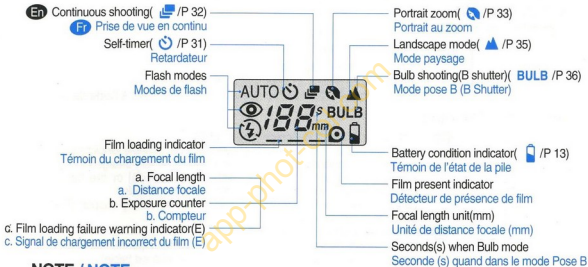 En Continuous shooting( /P 32)
Fr Prise de vue en continu
Self-timer( /P 31)
Retardateur
Flash modes
Modes de flash
Film loading indicator
Témoin du chargement du film
a. Focal length
a. Distance focale
b. Exposure counter
b. Compteur
c. Film loading failure warning indicator(E)
c. Signal de chargement incorrect du film (E)
NOTE / NOTE
AUTO
188 s BULB
mm
Portrait zoom( /P 33)
Portrait au zoom
Landscape mode( /P 35)
Mode paysage
Bulb shooting(B shutter)( BULB /P 36)
Mode pose B (B Shutter)
Battery condition indicator( /P 13)
Témoin de l'état de la pile
Film present indicator
Détecteur de présence de film
Focal length unit(mm)
Unité de distance focale (mm)
Seconds(s) when Bulb mode
Seconde (s) quand dans le mode Pose B